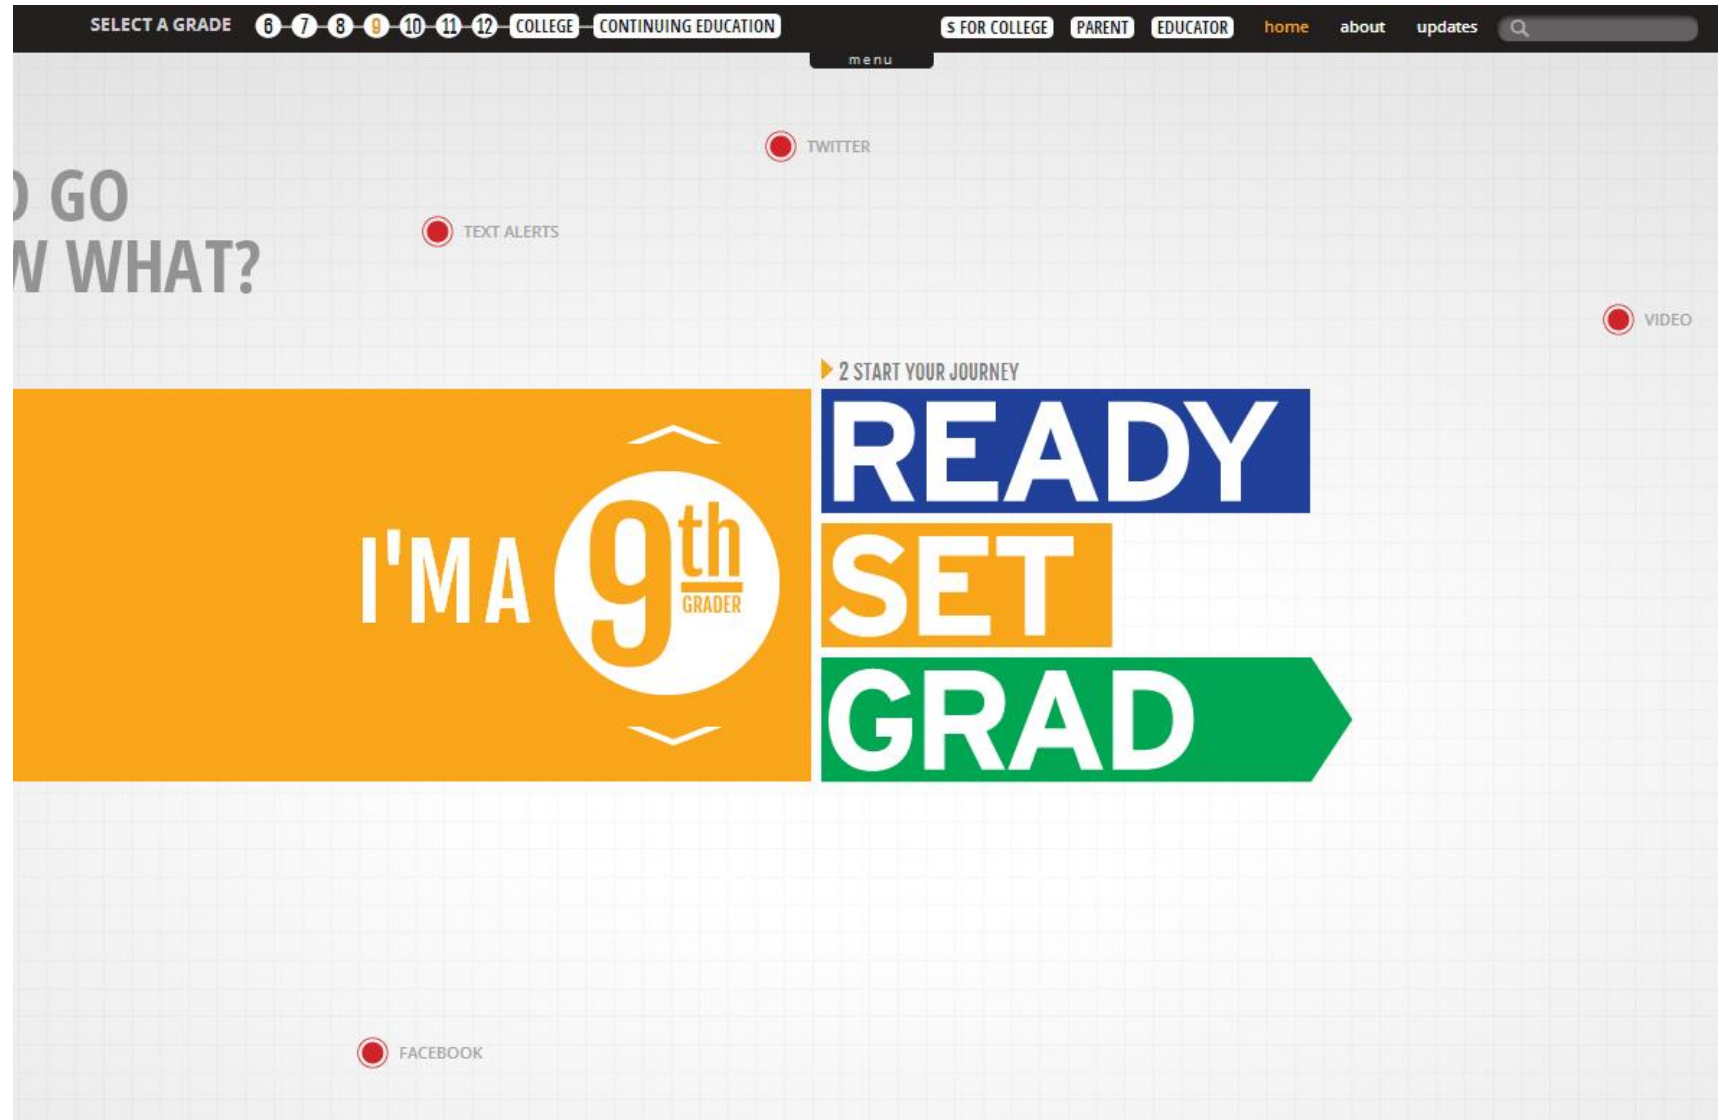 SELECT A GRADE 6 7 8 9 10 11 12 COLLEGE CONTINUING EDUCATION S FOR COLLEGE PARENT EDUCATOR home about updates
menu
TWITTER
GO
TEXT ALERTS
WHAT?
VIDEO
2 START YOUR JOURNEY
READY
I'M A 9th GRADER
SET
GRAD
FACEBOOK